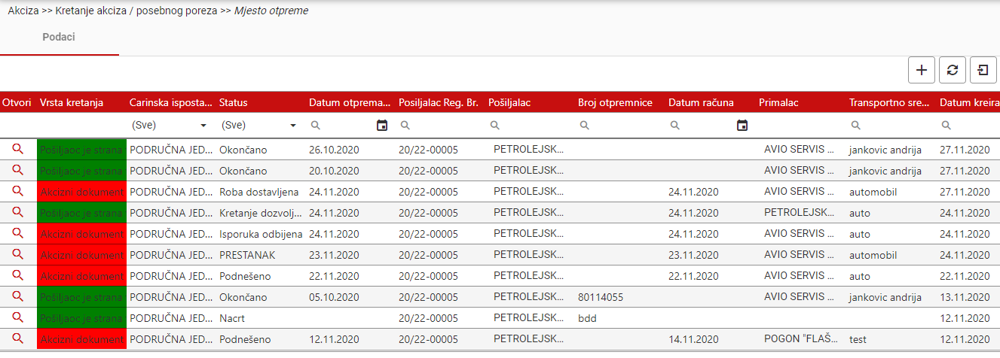 Akciza >> Kretanje akciza / posebnog poreza >> Mjesto otpreme
Podaci
Otvori Vrsta kretanja Carinska isposta... Status Datum otprema... Posiljalac Reg. Br. Pošiljalac Broj otpremnice Datum računa Primalac Transportno sre... Datum kreira
(Sve) (Sve)
Pošiljaoc je strana PODRUČNA JED... Okončano 26.10.2020 20/22-00005 PETROLEJSK... AVIO SERVIS ... jankovic andrija 27.11.2020
Pošiljaoc je strana PODRUČNA JED... Okončano 20.10.2020 20/22-00005 PETROLEJSK... AVIO SERVIS ... jankovic andrija 27.11.2020
Akcizni dokument PODRUČNA JED... Roba dostavljena 24.11.2020 20/22-00005 PETROLEJSK... 24.11.2020 AVIO SERVIS ... automobil 27.11.2020
Pošiljaoc je strana PODRUČNA JED... Kretanje dozvolj... 24.11.2020 20/22-00005 PETROLEJSK... 24.11.2020 PETROLEJSK... auto 24.11.2020
Akcizni dokument PODRUČNA JED... Isporuka odbijena 24.11.2020 20/22-00005 PETROLEJSK... 24.11.2020 AVIO SERVIS ... auto 24.11.2020
Akcizni dokument PODRUČNA JED... PRESTANAK 23.11.2020 20/22-00005 PETROLEJSK... 23.11.2020 AVIO SERVIS ... automobil 24.11.2020
Akcizni dokument PODRUČNA JED... Podnešeno 22.11.2020 20/22-00005 PETROLEJSK... 22.11.2020 AVIO SERVIS ... auto 22.11.2020
Pošiljaoc je strana PODRUČNA JED... Okončano 05.10.2020 20/22-00005 PETROLEJSK... 80114055 AVIO SERVIS ... jankovic andrija 13.11.2020
Pošiljaoc je strana PODRUČNA JED... Nacrt 20/22-00005 PETROLEJSK... bdd 12.11.2020
Akcizni dokument PODRUČNA JED... Podnešeno 12.11.2020 20/22-00005 PETROLEJSK... 14.11.2020 POGON "FLAŠ... test 12.11.2020